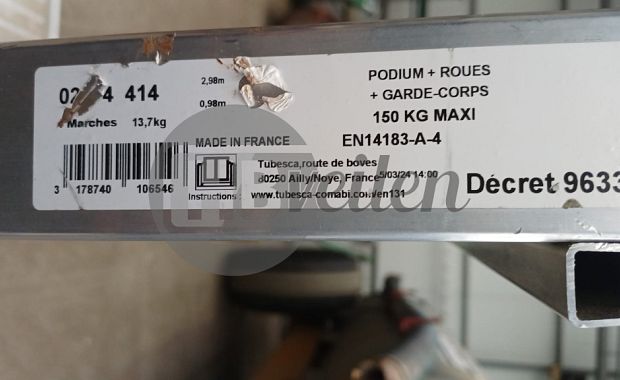 414
2,98m
0,98m
Marches 13,7kg
PODIUM + ROUES
+ GARDE-CORPS
150 KG MAXI
EN14183-A-4
MADE IN FRANCE
Instructions :
Tubesca,route de boves
80250 Ailly/Noye, France
5/03/24 14:00
www.tubesca-comabi.com/en131
3 178740 106546
Décret 9633
veilen